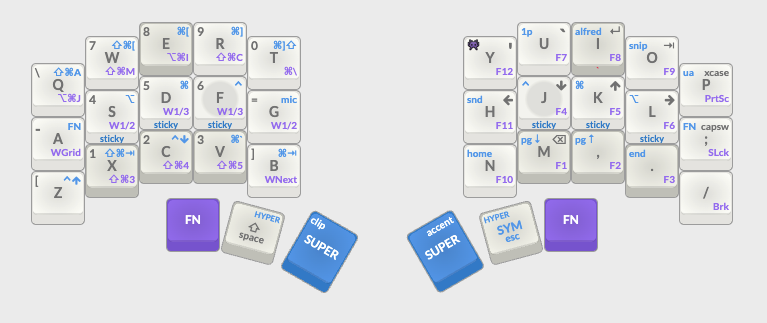 \ ⇧⌘A
Q
⌥⌘J
7 ⇧⌘[
W
⇧⌘M
8 ⌘[
E
⌥⌘I
9 ⌘]
R
⇧⌘C
0 ⌘]⇧
T
⌘\
'
Y
F12
1p `
U
F7
alfred ↵
I
F8
snip ⇥
O
F9
ua xcase
P
PrtSc
- FN
A
WGrid
4 ⌥
S
W1/2
sticky
5 ⌘
D
W1/3
sticky
6 ^
F
W1/3
sticky
= mic
G
W1/2
snd ←
H
F11
^ ↓
J
F4
sticky
⌘ ↑
K
F5
sticky
⌥ →
L
F6
sticky
FN capsw
;
SLck
[ ^↑
Z
1 ⇧⌘⇥
X
⇧⌘3
2 ^↓
C
⇧⌘4
3
V
⇧⌘5
] ⌘⇥
B
WNext
home
N
F10
pg↓ ⌫
M
F1
pg↑
,
F2
end
.
F3
/
Brk
FN
HYPER
⇧
space
clip
SUPER
accent
SUPER
HYPER
SYM
esc
FN